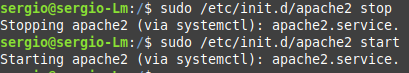 sergio@sergio-Lm:/$ sudo /etc/init.d/apache2 stop
Stopping apache2 (via systemctl): apache2.service.
sergio@sergio-Lm:/$ sudo /etc/init.d/apache2 start
Starting apache2 (via systemctl): apache2.service.